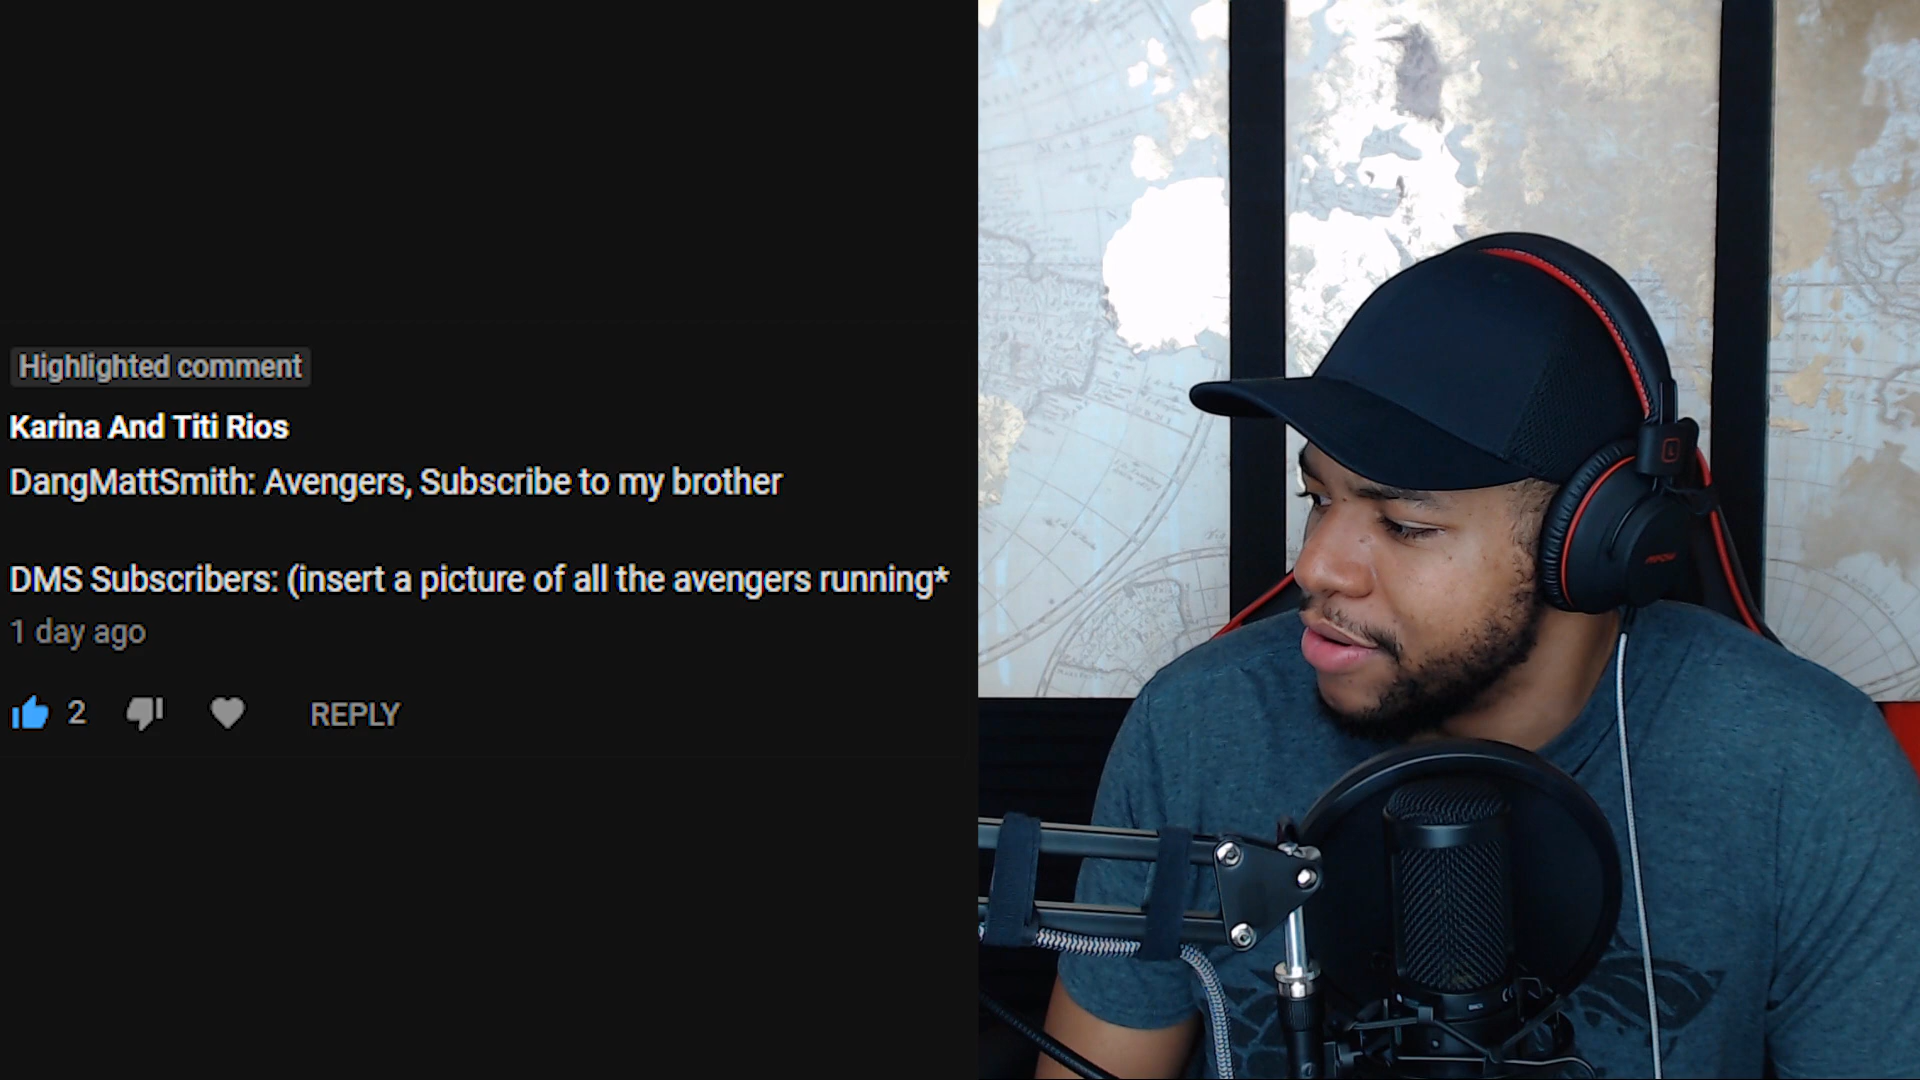 Highlighted comment
Karina And Titi Rios
DangMattSmith: Avengers, Subscribe to my brother
DMS Subscribers: (insert a picture of all the avengers running*
1 day ago
2
REPLY
L